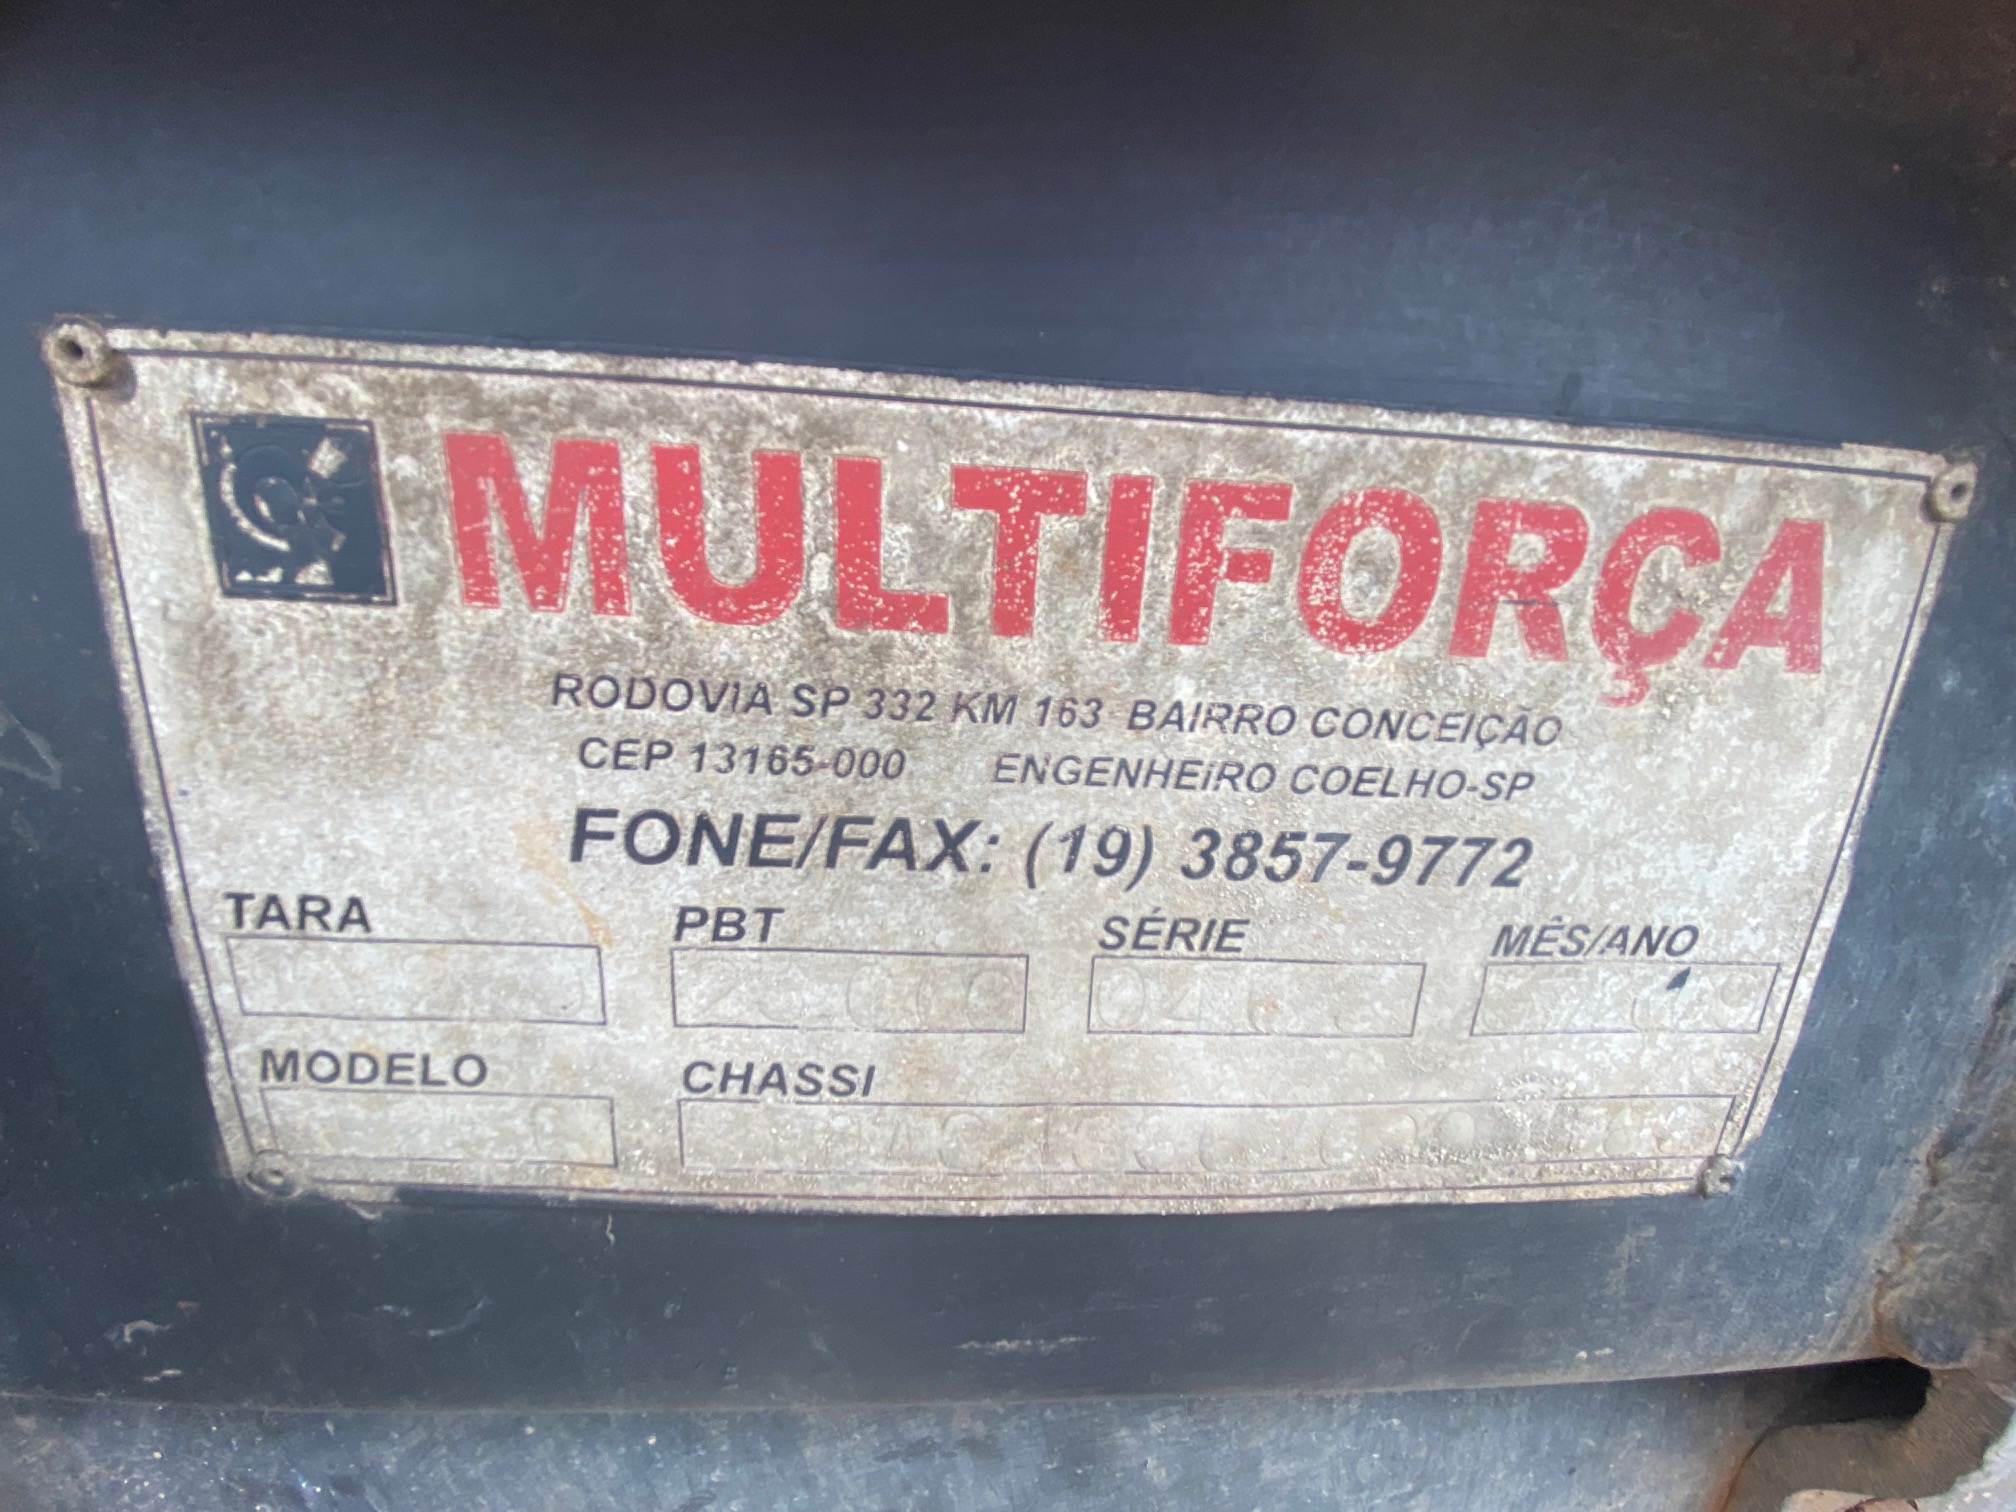 MULTIFORÇA
RODOVIA SP 332 KM 163 BAIRRO CONCEIÇÃO
CEP 13165-000 ENGENHEIRO COELHO-SP
FONE/FAX: (19) 3857-9772
TARA PBT SÉRIE MÊS/ANO
MODELO CHASSI